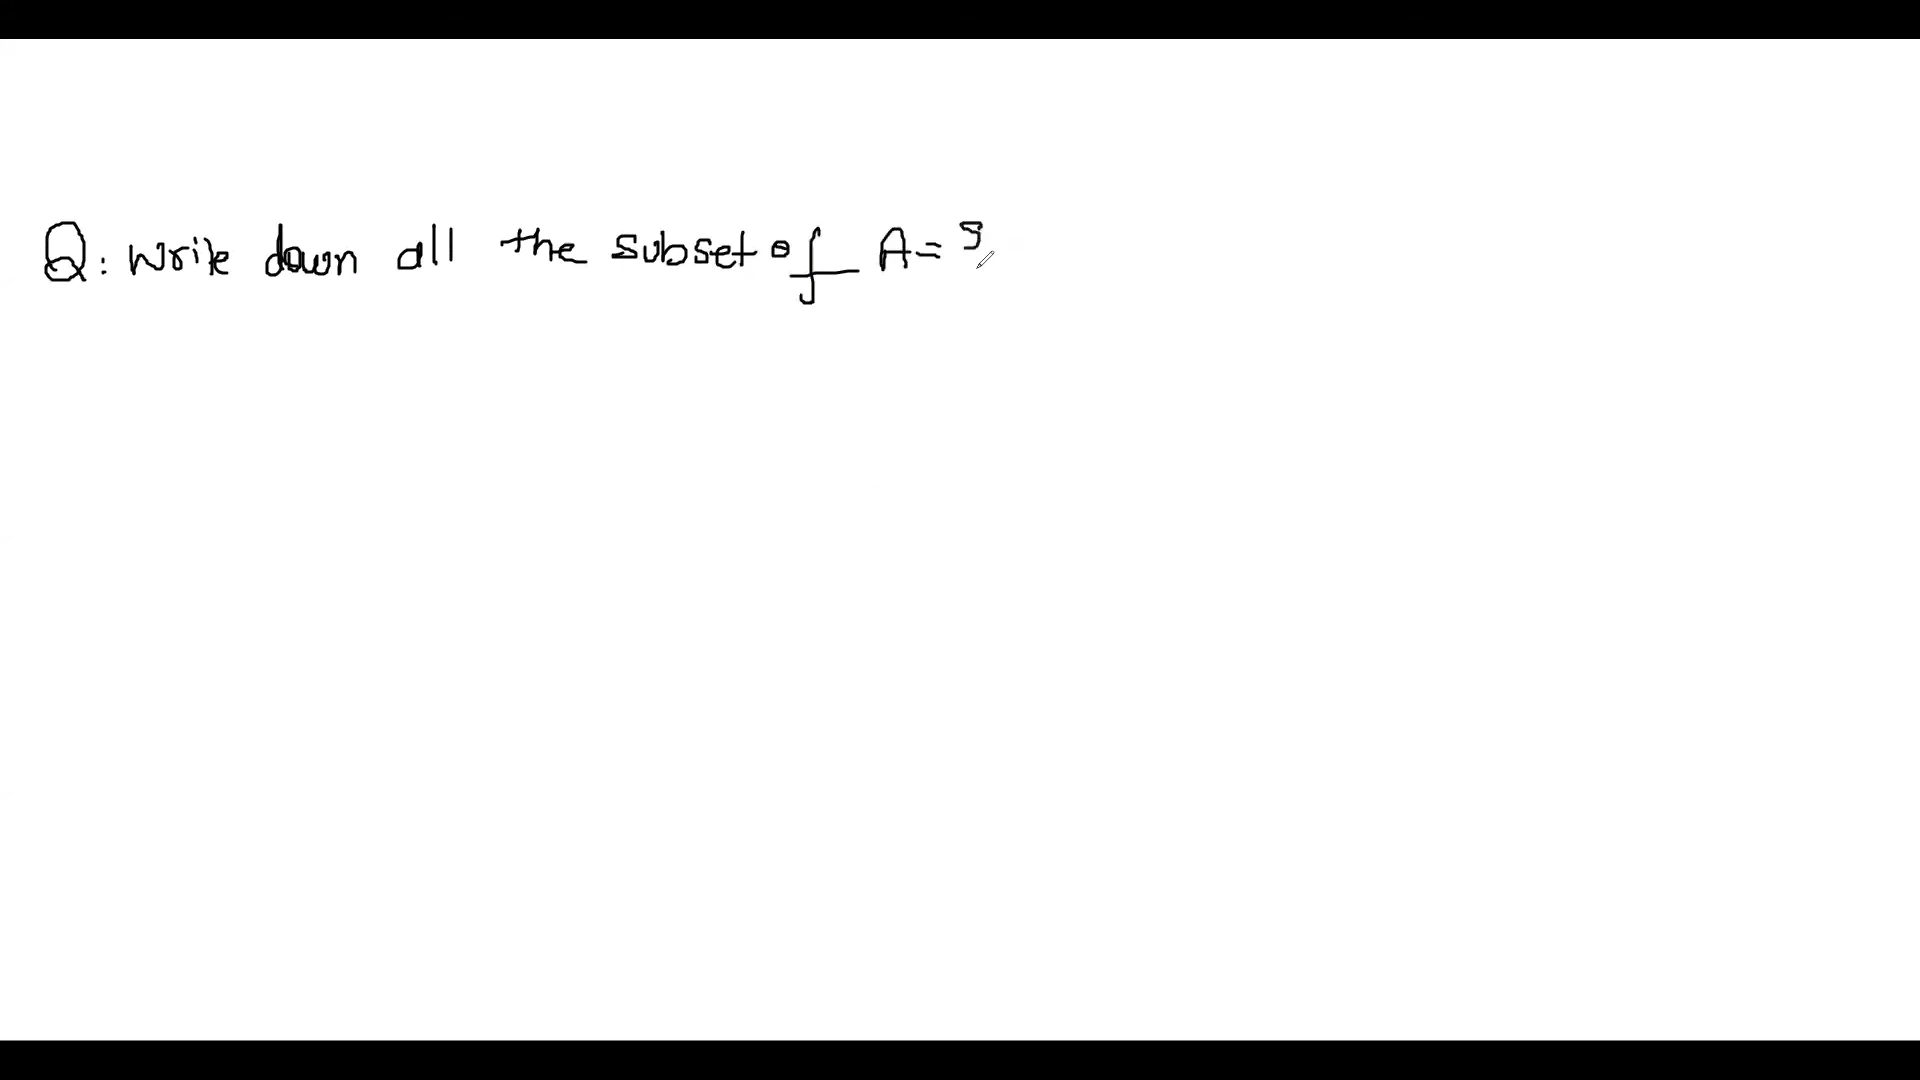 Q: Write down all the subset of A =